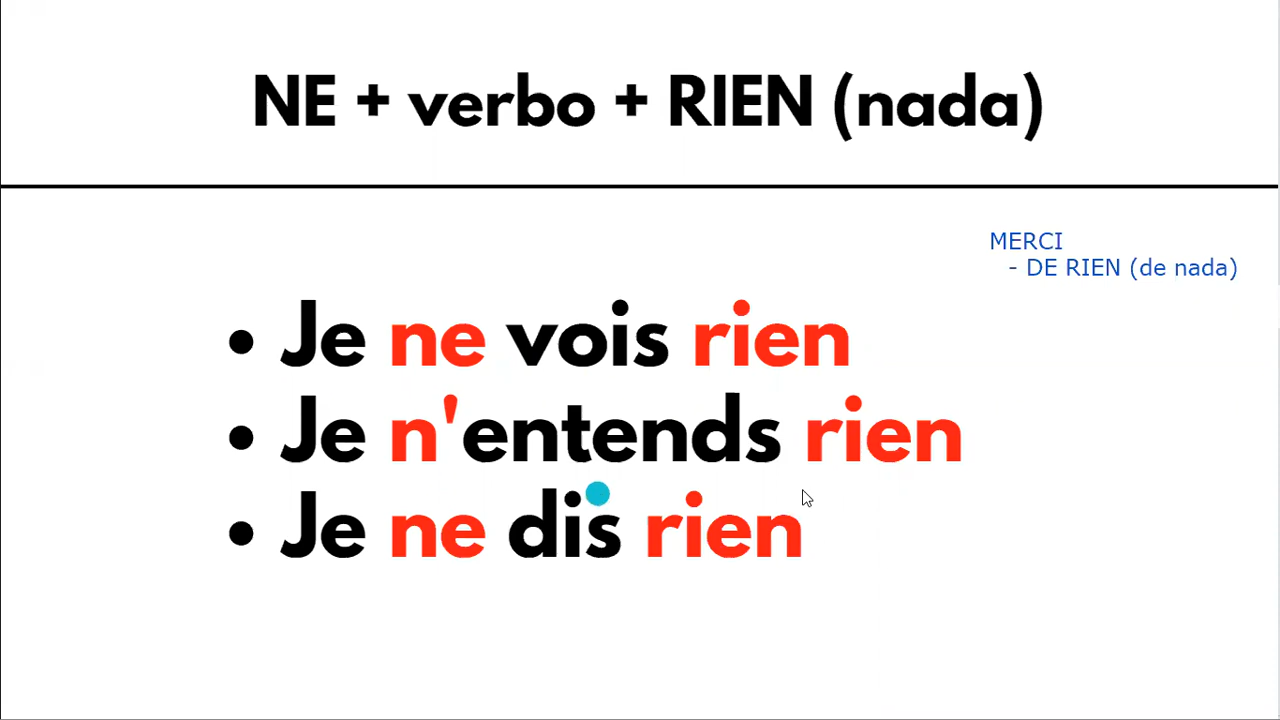 NE + verbo + RIEN (nada)
MERCI
- DE RIEN (de nada)
• Je ne vois rien
• Je n'entends rien
• Je ne dis rien